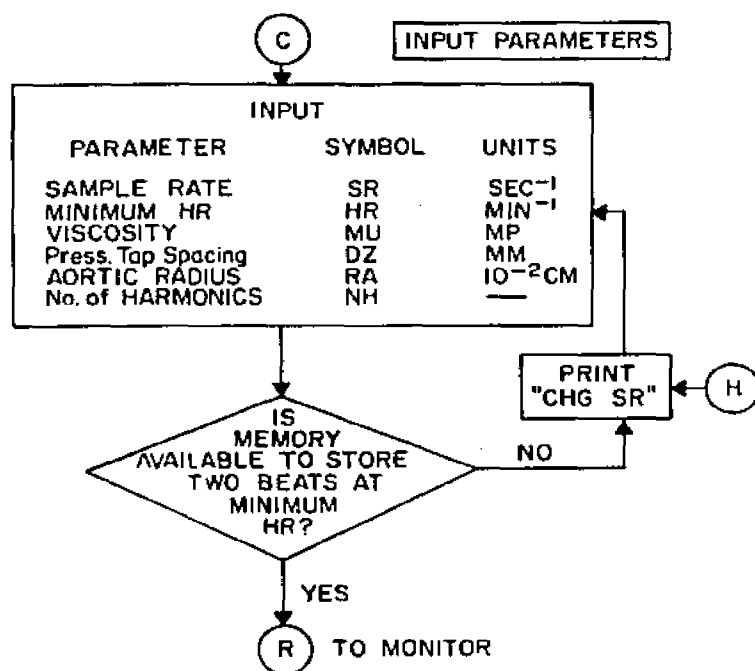 C
INPUT PARAMETERS
INPUT
PARAMETER SYMBOL UNITS
SAMPLE RATE SR SEC⁻¹
MINIMUM HR HR MIN⁻¹
VISCOSITY MU MP
Press. Tap Spacing DZ MM
AORTIC RADIUS RA 10⁻² CM
No. of HARMONICS NH —
PRINT
"CHG SR"
H
IS
MEMORY
AVAILABLE TO STORE
TWO BEATS AT
MINIMUM
HR?
NO
YES
R TO MONITOR